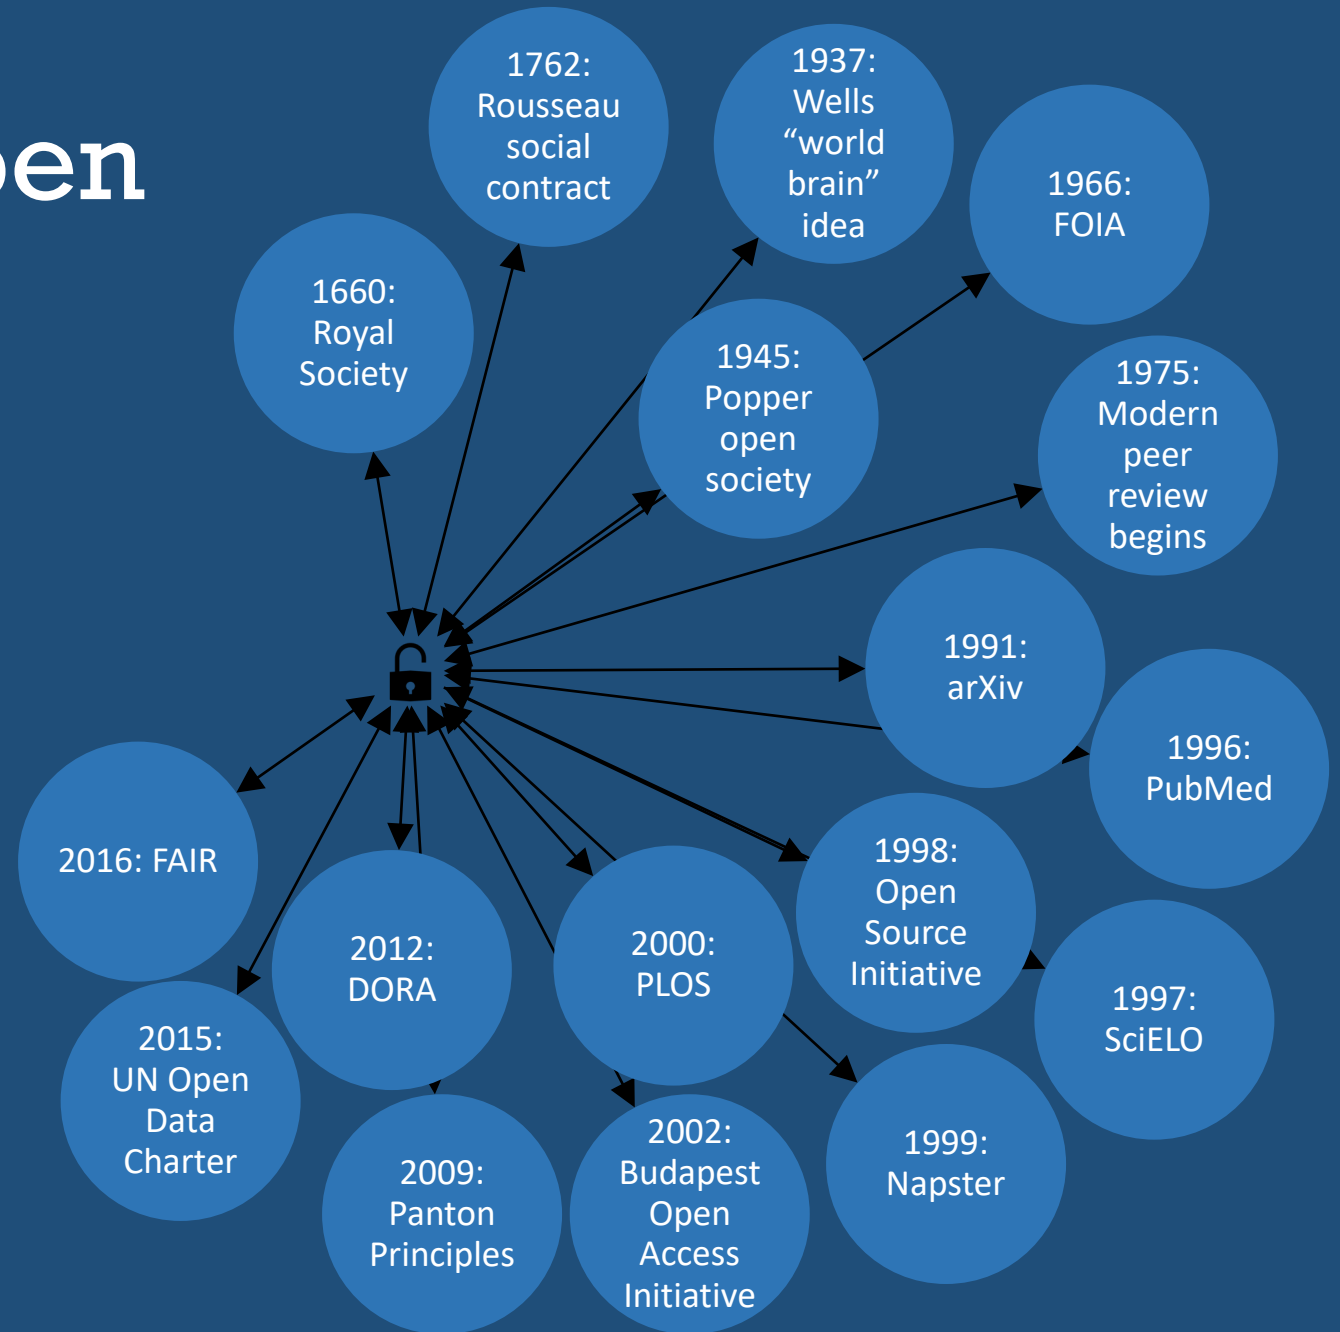 1660:
Royal
Society
1762:
Rousseau
social
contract
1937:
Wells
“world
brain”
idea
1945:
Popper
open
society
1966:
FOIA
1975:
Modern
peer
review
begins
1991:
arXiv
1996:
PubMed
1997:
SciELO
1998:
Open
Source
Initiative
1999:
Napster
2000:
PLOS
2002:
Budapest
Open
Access
Initiative
2009:
Panton
Principles
2012:
DORA
2015:
UN Open
Data
Charter
2016: FAIR